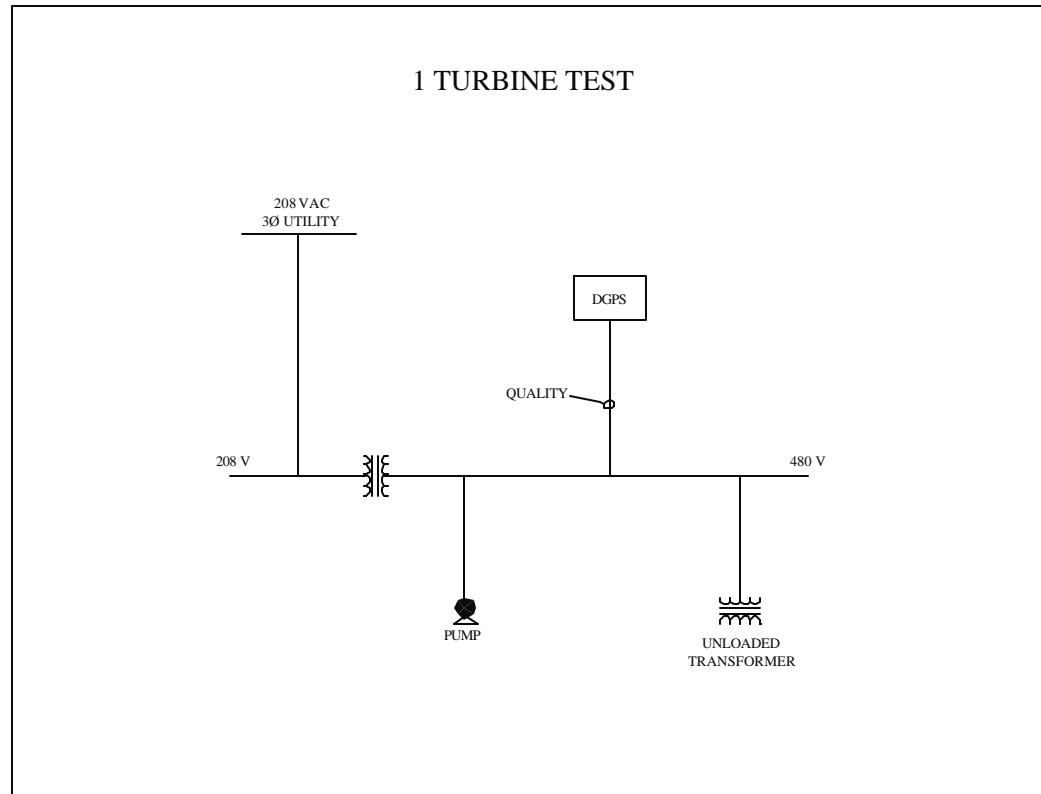 1 TURBINE TEST
208 VAC
3Ø UTILITY
DGPS
QUALITY
208 V
480 V
PUMP
UNLOADED
TRANSFORMER